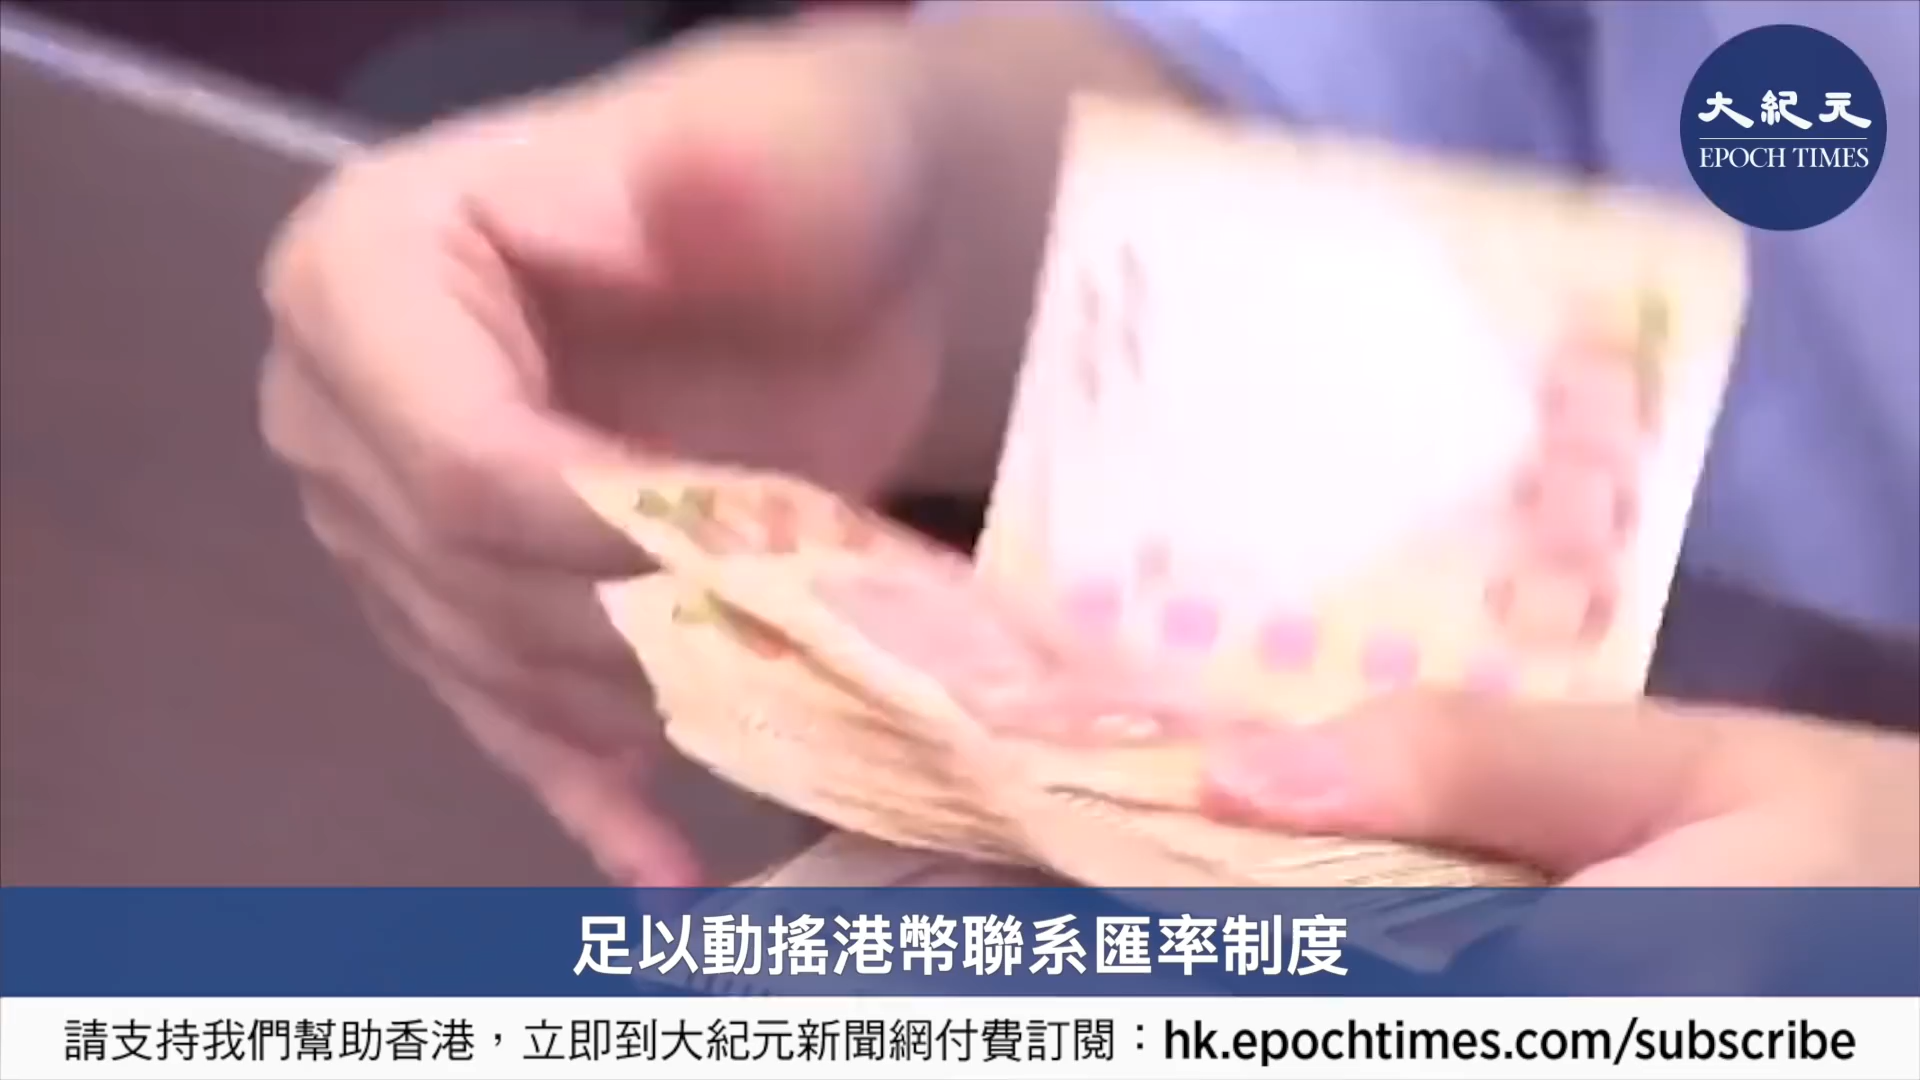 大紀元
EPOCH TIMES
足以動搖港幣聯系匯率制度
請支持我們幫助香港，立即到大紀元新聞網付費訂閱：hk.epochtimes.com/subscribe